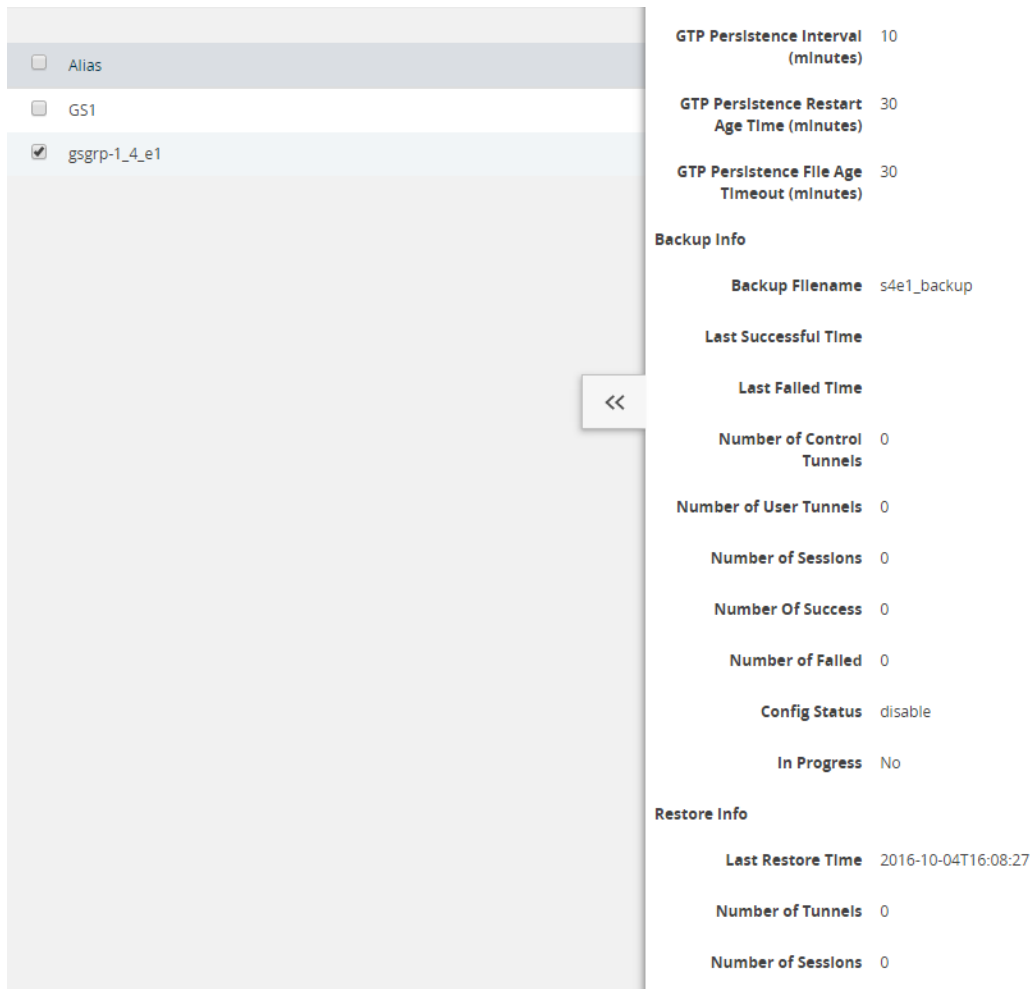 Alias
GS1
gsgrp-1_4_e1
GTP Persistence Interval 10
(minutes)
GTP Persistence Restart 30
Age Time (minutes)
GTP Persistence File Age 30
Timeout (minutes)
Backup Info
Backup Filename s4e1_backup
Last Successful Time
Last Failed Time
Number of Control 0
Tunnels
Number of User Tunnels 0
Number of Sessions 0
Number Of Success 0
Number of Failed 0
Config Status disable
In Progress No
Restore Info
Last Restore Time 2016-10-04T16:08:27
Number of Tunnels 0
Number of Sessions 0